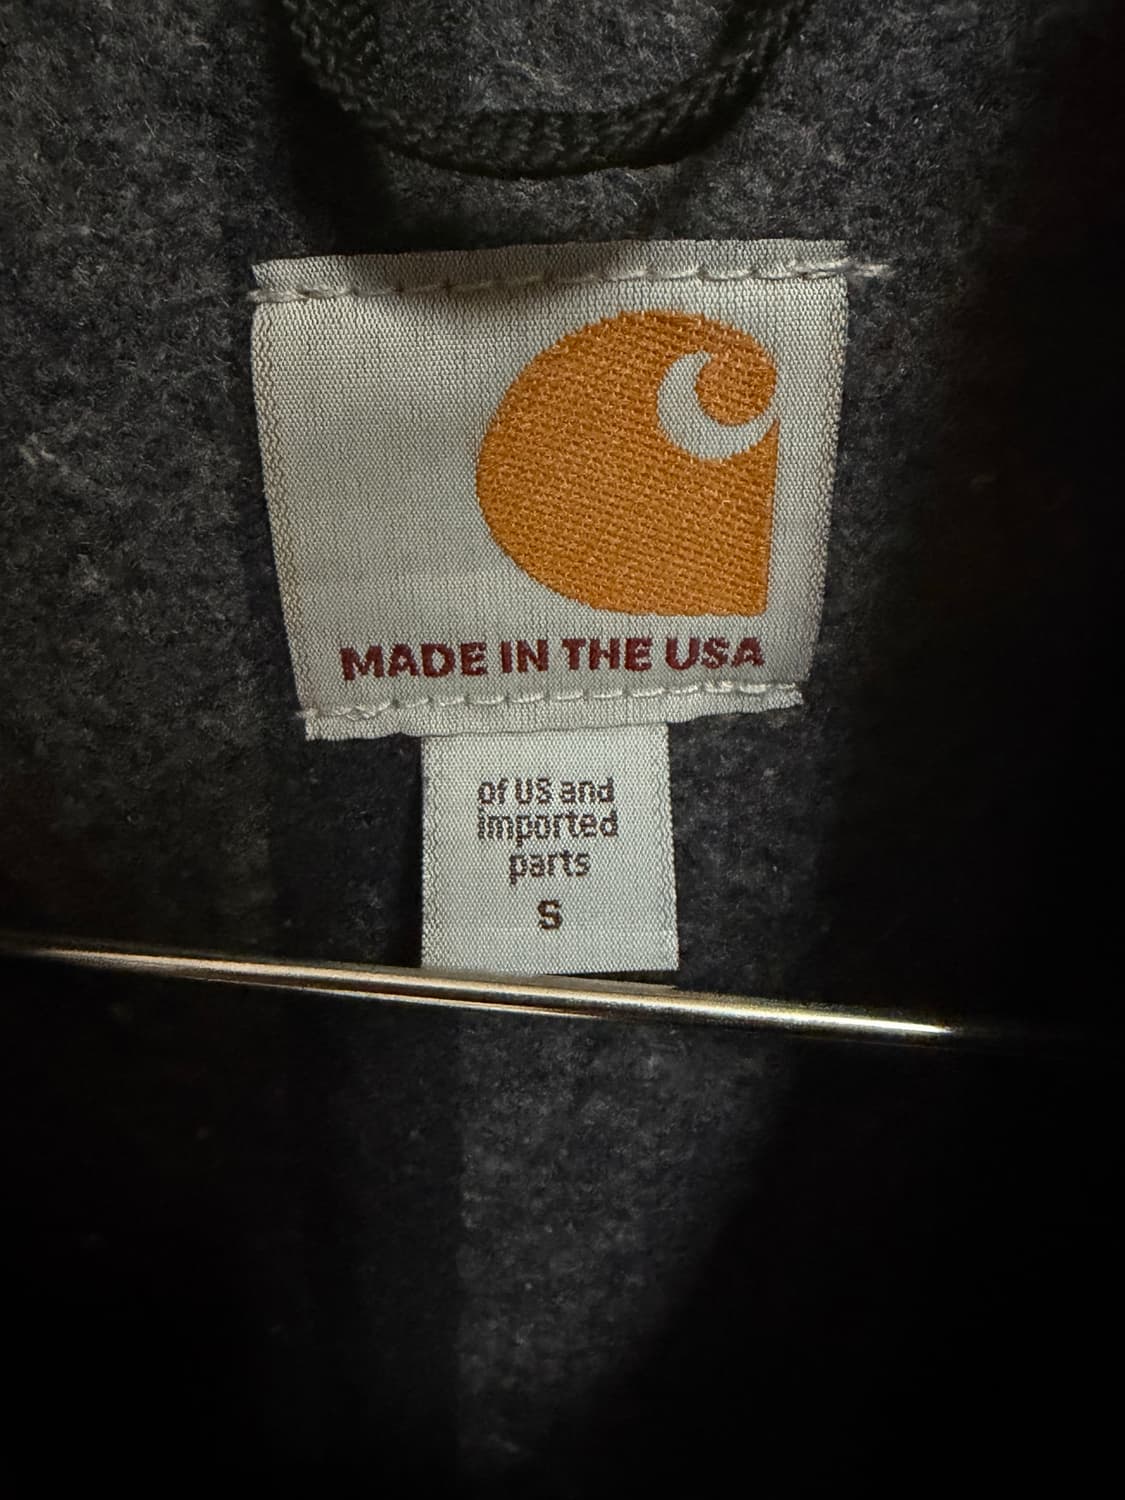 MADE IN THE USA
of US and
imported
parts
S